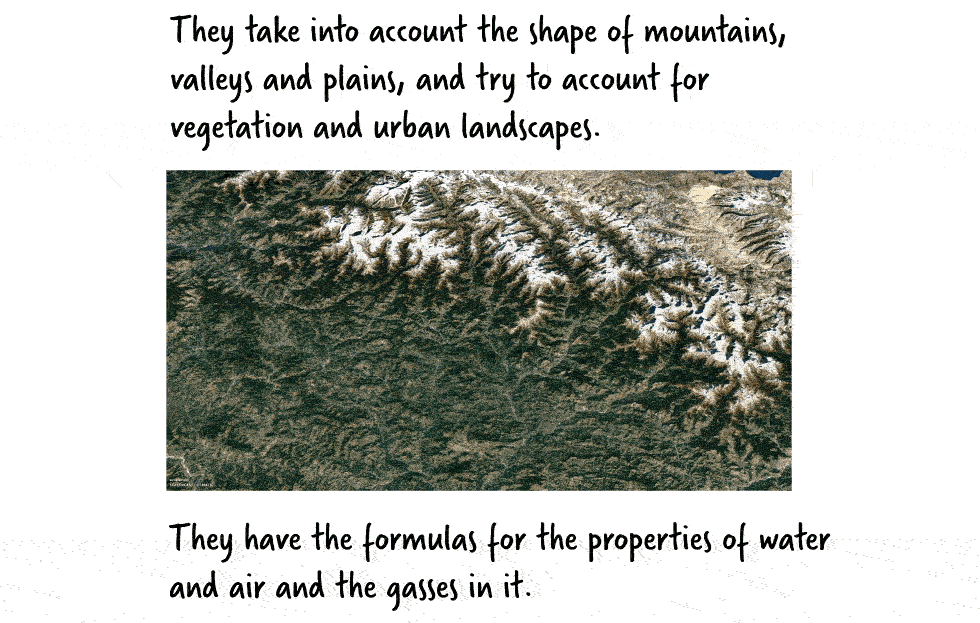 They take into account the shape of mountains,
valleys and plains, and try to account for
vegetation and urban landscapes.
They have the formulas for the properties of water
and air and the gasses in it.